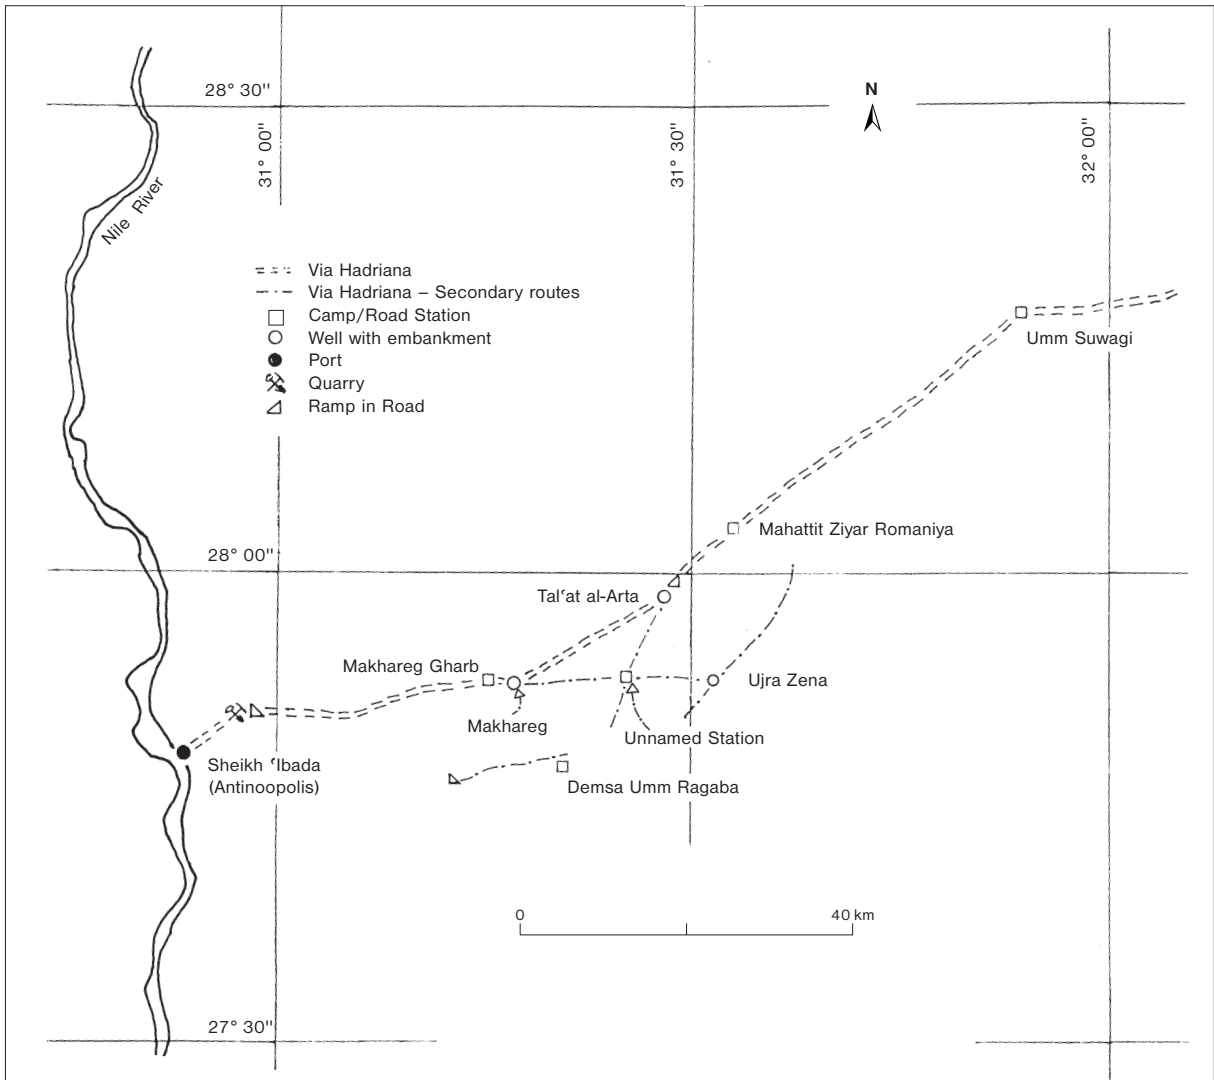 28° 30"
N
31° 00"
31° 30"
32° 00"
Nile River
Via Hadriana
Via Hadriana – Secondary routes
Camp/Road Station
Well with embankment
Port
Quarry
Ramp in Road
Umm Suwagi
Mahattit Ziyar Romaniya
28° 00"
Talʿat al-Arta
Makhareg Gharb
Ujra Zena
Makhareg
Unnamed Station
Sheikh ʿIbada
(Antinoopolis)
Demsa Umm Ragaba
0
40 km
27° 30"